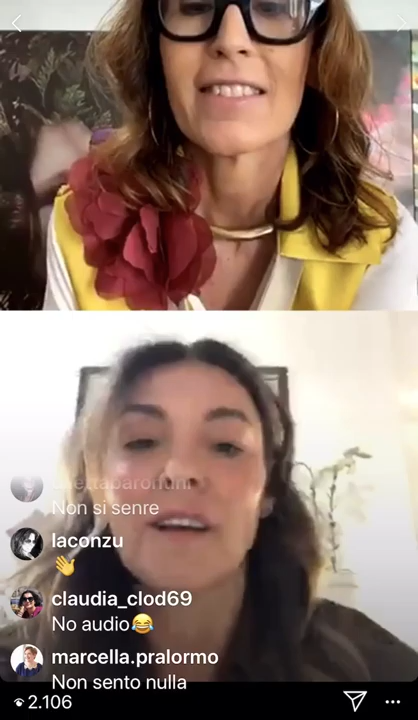 Non si senre
laconzu
👋
claudia_clod69
No audio😂
marcella.pralormo
Non sento nulla
2.106